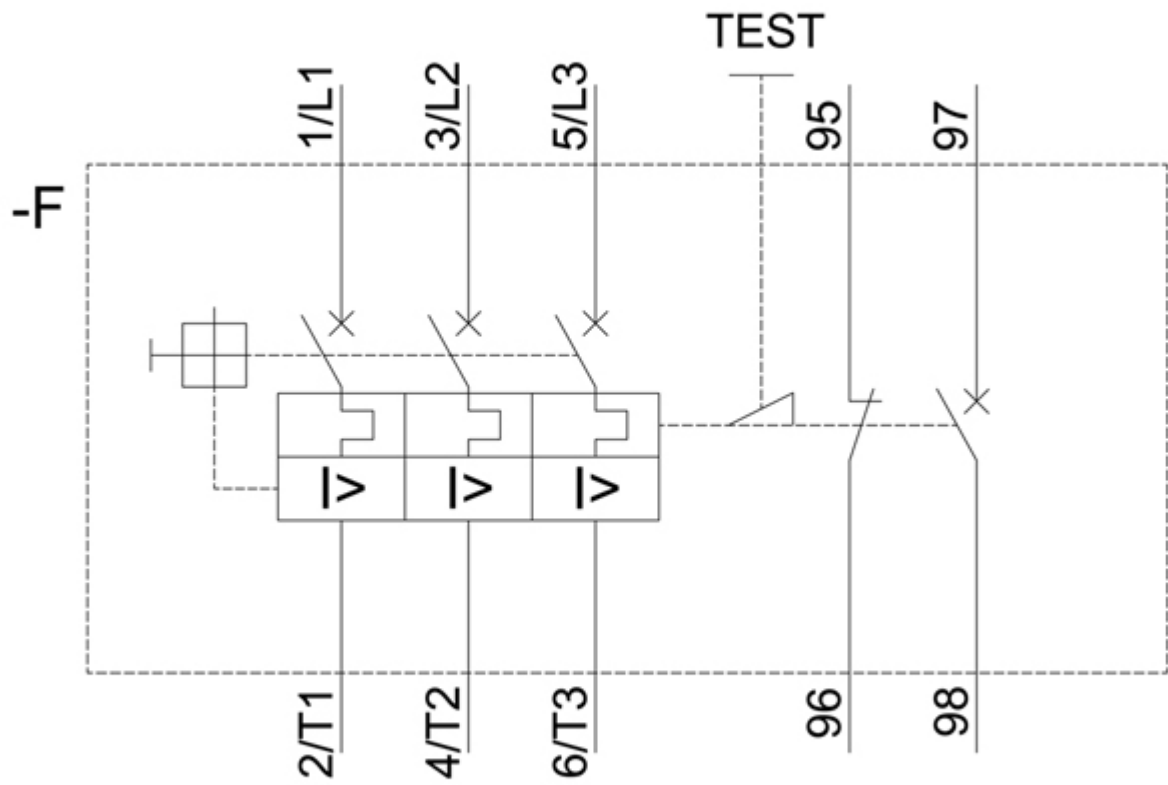 TEST
1/L1
3/L2
5/L3
95
97
-F
I>
I>
I>
2/T1
4/T2
6/T3
96
98